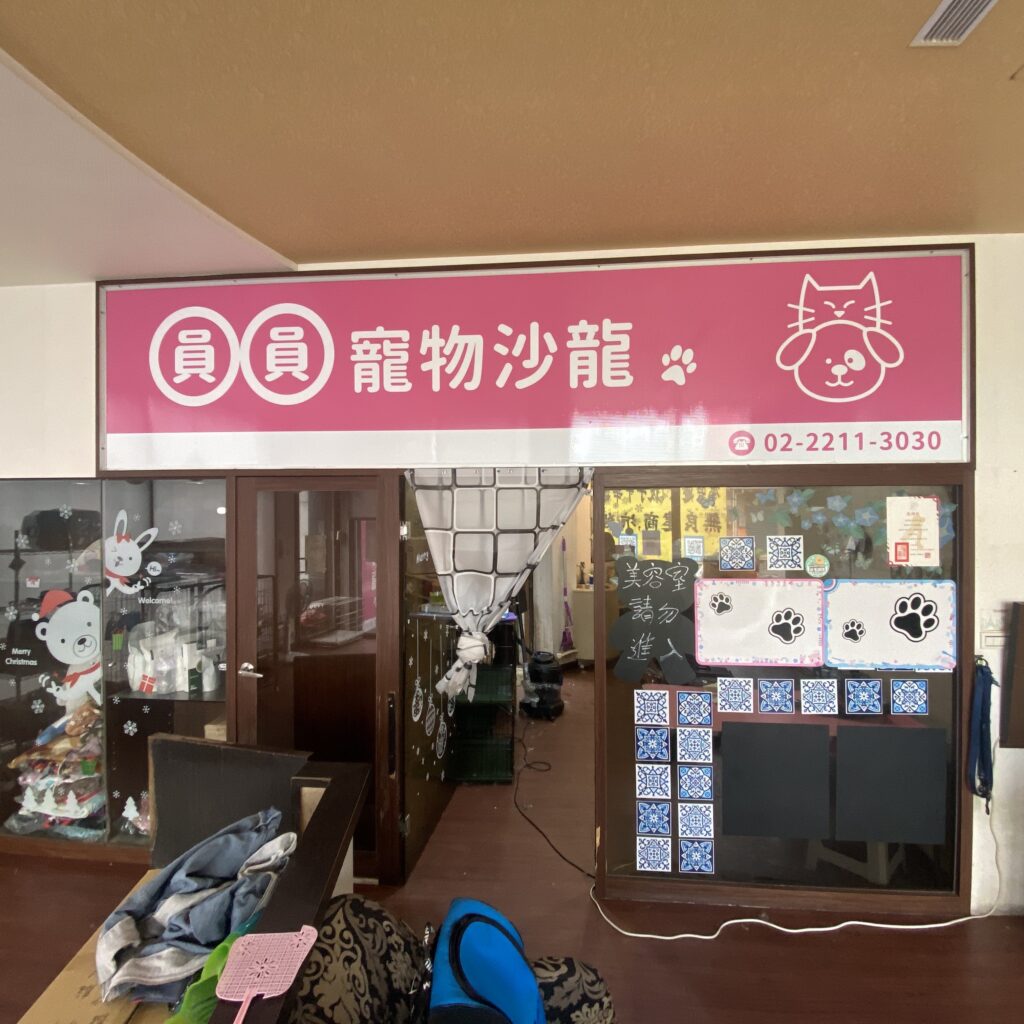 員員 寵物沙龍
02-2211-3030
Hi~
Welcome!
Merry
Christmas
美容室
請勿
進入